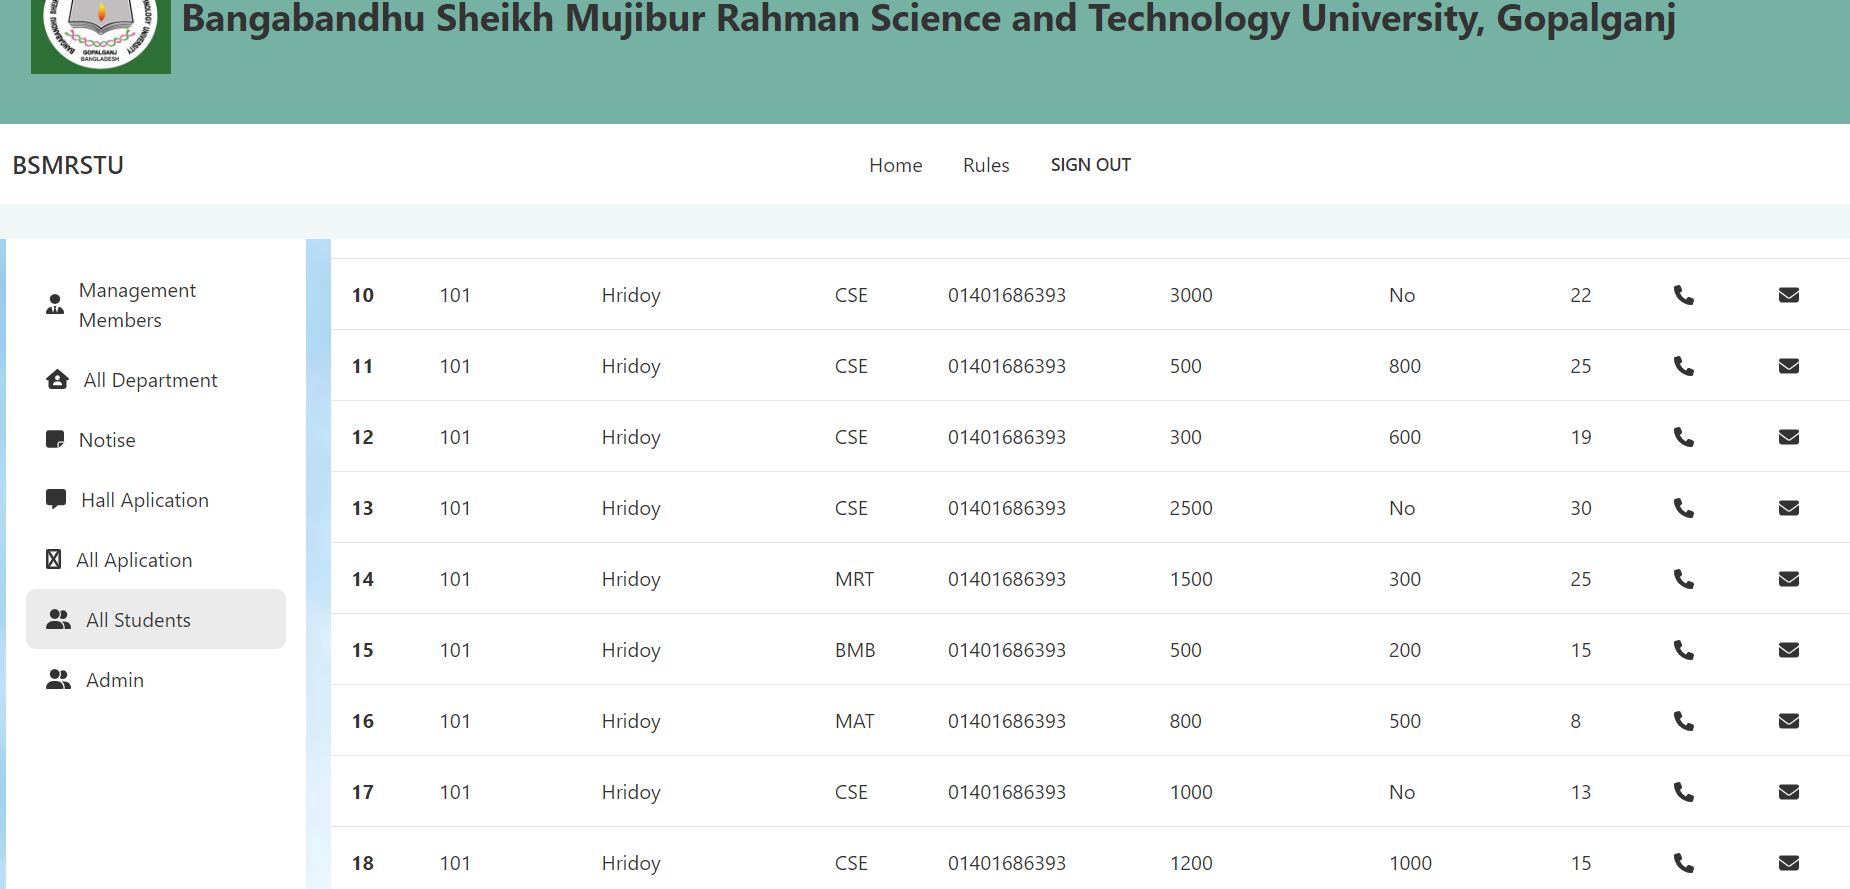 Bangabandhu Sheikh Mujibur Rahman Science and Technology University, Gopalganj
GOPALGANJ
BANGLADESH
BSMRSTU
Home Rules SIGN OUT
Management
Members
All Department
Notise
Hall Aplication
All Aplication
All Students
Admin
10 101 Hridoy CSE 01401686393 3000 No 22
11 101 Hridoy CSE 01401686393 500 800 25
12 101 Hridoy CSE 01401686393 300 600 19
13 101 Hridoy CSE 01401686393 2500 No 30
14 101 Hridoy MRT 01401686393 1500 300 25
15 101 Hridoy BMB 01401686393 500 200 15
16 101 Hridoy MAT 01401686393 800 500 8
17 101 Hridoy CSE 01401686393 1000 No 13
18 101 Hridoy CSE 01401686393 1200 1000 15